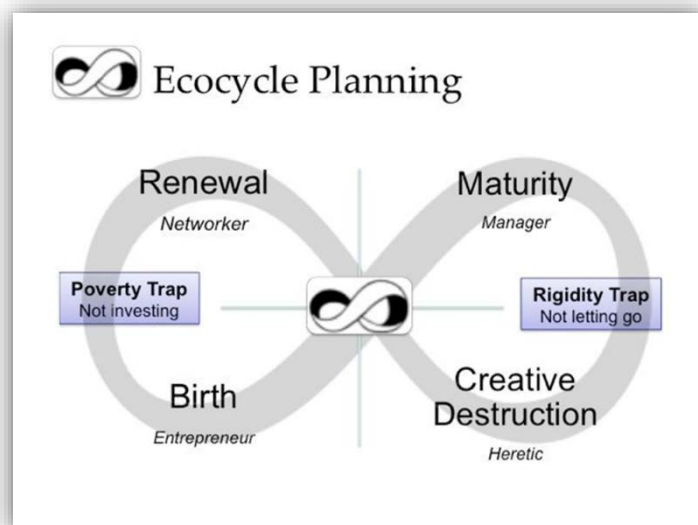 Ecocycle Planning
Renewal
Networker
Maturity
Manager
Poverty Trap
Not investing
Rigidity Trap
Not letting go
Birth
Entrepreneur
Creative
Destruction
Heretic